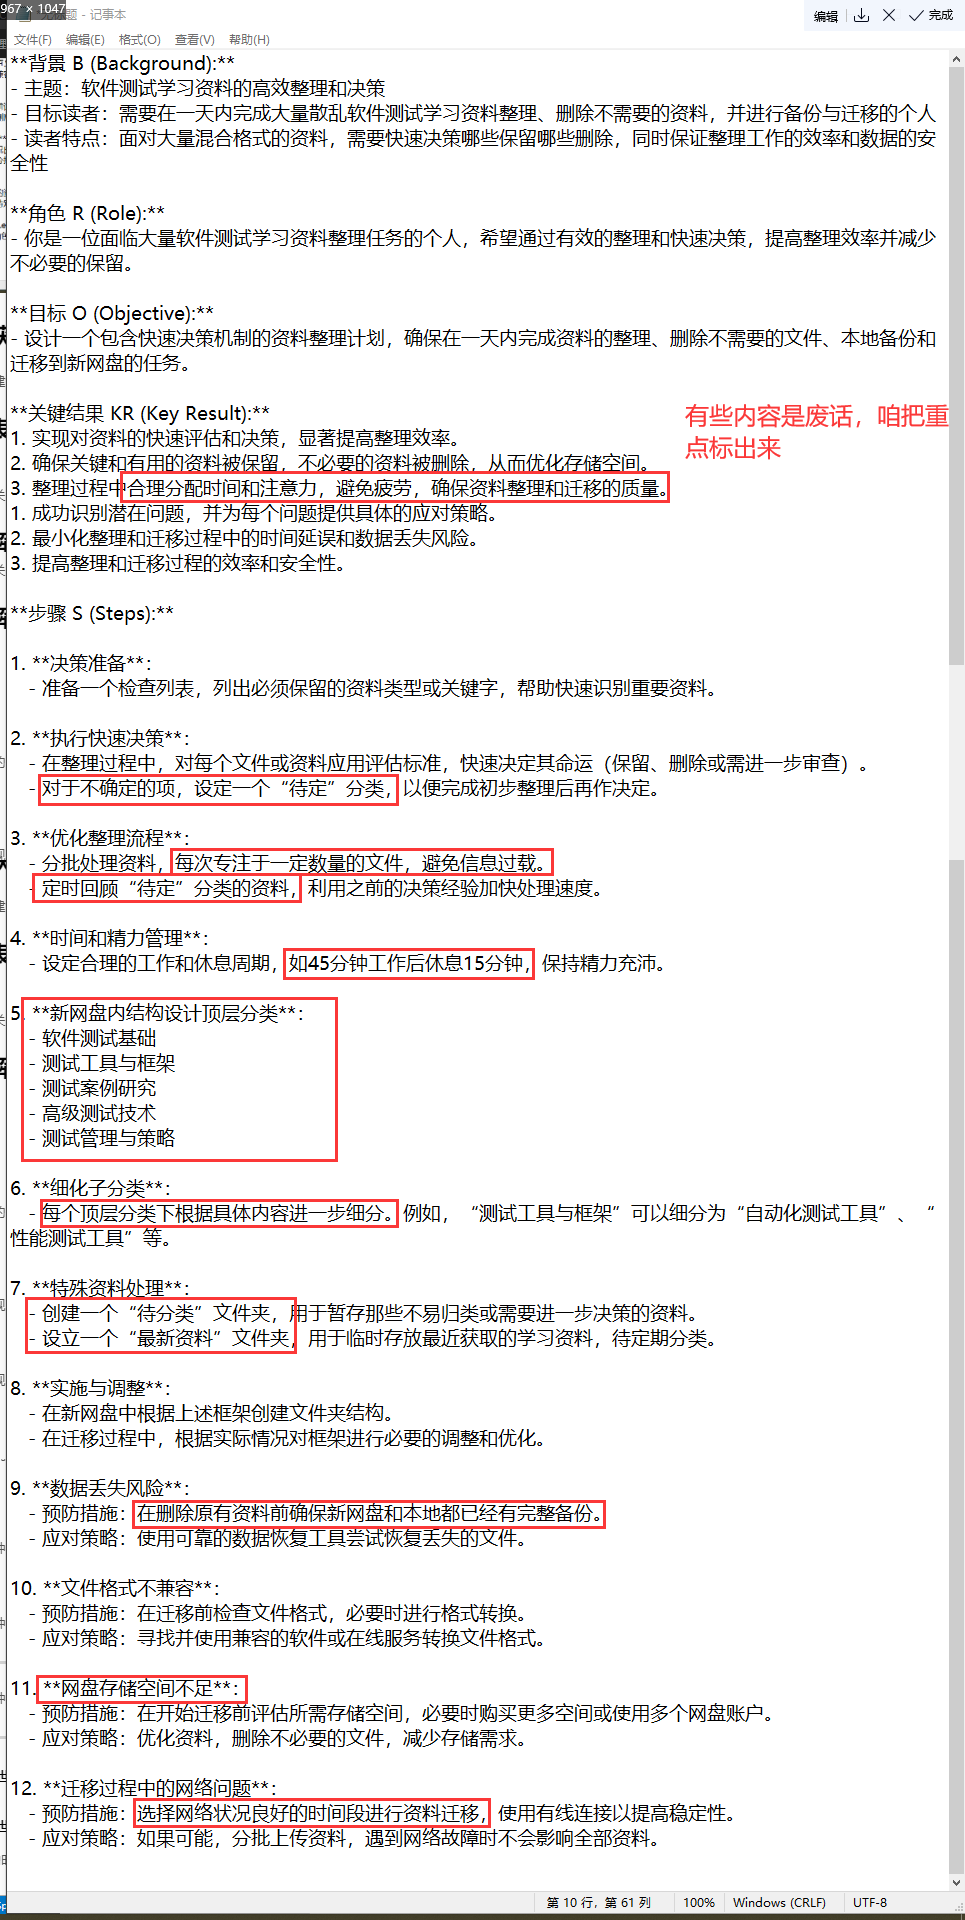 967 × 1047
标题 - 记事本
编辑 完成
文件(F) 编辑(E) 格式(O) 查看(V) 帮助(H)
**背景 B (Background):**
- 主题：软件测试学习资料的高效整理和决策
- 目标读者：需要在一天内完成大量散乱软件测试学习资料整理、删除不需要的资料，并进行备份与迁移的个人
- 读者特点：面对大量混合格式的资料，需要快速决策哪些保留哪些删除，同时保证整理工作的效率和数据的安
全性
**角色 R (Role):**
- 你是一位面临大量软件测试学习资料整理任务的个人，希望通过有效的整理和快速决策，提高整理效率并减少
不必要的保留。
**目标 O (Objective):**
- 设计一个包含快速决策机制的资料整理计划，确保在一天内完成资料的整理、删除不需要的文件、本地备份和
迁移到新网盘的任务。
**关键结果 KR (Key Result):**
有些内容是废话，咱把重
点标出来
1. 实现对资料的快速评估和决策，显著提高整理效率。
2. 确保关键和有用的资料被保留，不必要的资料被删除，从而优化存储空间。
3. 整理过程中合理分配时间和注意力，避免疲劳，确保资料整理和迁移的质量。
1. 成功识别潜在问题，并为每个问题提供具体的应对策略。
2. 最小化整理和迁移过程中的时间延误和数据丢失风险。
3. 提高整理和迁移过程的效率和安全性。
**步骤 S (Steps):**
1. **决策准备**：
- 准备一个检查列表，列出必须保留的资料类型或关键字，帮助快速识别重要资料。
2. **执行快速决策**：
- 在整理过程中，对每个文件或资料应用评估标准，快速决定其命运（保留、删除或需进一步审查）。
- 对于不确定的项，设定一个“待定”分类，以便完成初步整理后再作决定。
3. **优化整理流程**：
- 分批处理资料，每次专注于一定数量的文件，避免信息过载。
- 定时回顾“待定”分类的资料，利用之前的决策经验加快处理速度。
4. **时间和精力管理**：
- 设定合理的工作和休息周期，如45分钟工作后休息15分钟，保持精力充沛。
5. **新网盘内结构设计顶层分类**：
- 软件测试基础
- 测试工具与框架
- 测试案例研究
- 高级测试技术
- 测试管理与策略
6. **细化子分类**：
- 每个顶层分类下根据具体内容进一步细分。例如，“测试工具与框架”可以细分为“自动化测试工具”、“
性能测试工具”等。
7. **特殊资料处理**：
- 创建一个“待分类”文件夹，用于暂存那些不易归类或需要进一步决策的资料。
- 设立一个“最新资料”文件夹，用于临时存放最近获取的学习资料，待定期分类。
8. **实施与调整**：
- 在新网盘中根据上述框架创建文件夹结构。
- 在迁移过程中，根据实际情况对框架进行必要的调整和优化。
9. **数据丢失风险**：
- 预防措施：在删除原有资料前确保新网盘和本地都已经有完整备份。
- 应对策略：使用可靠的数据恢复工具尝试恢复丢失的文件。
10. **文件格式不兼容**：
- 预防措施：在迁移前检查文件格式，必要时进行格式转换。
- 应对策略：寻找并使用兼容的软件或在线服务转换文件格式。
11. **网盘存储空间不足**：
- 预防措施：在开始迁移前评估所需存储空间，必要时购买更多空间或使用多个网盘账户。
- 应对策略：优化资料，删除不必要的文件，减少存储需求。
12. **迁移过程中的网络问题**：
- 预防措施：选择网络状况良好的时间段进行资料迁移，使用有线连接以提高稳定性。
- 应对策略：如果可能，分批上传资料，遇到网络故障时不会影响全部资料。
第 10 行，第 61 列 100% Windows (CRLF) UTF-8